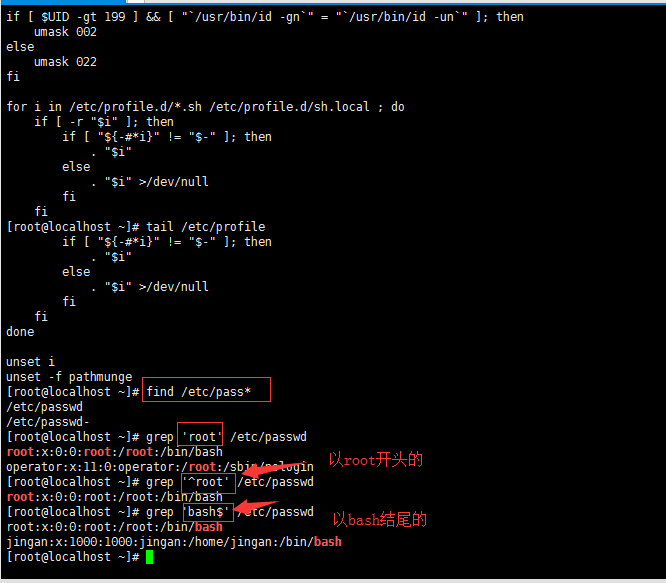 if [ $UID -gt 199 ] && [ "`/usr/bin/id -gn`" = "`/usr/bin/id -un`" ]; then
    umask 002
else
    umask 022
fi

for i in /etc/profile.d/*.sh /etc/profile.d/sh.local ; do
    if [ -r "$i" ]; then
        if [ "${-#*i}" != "$-" ]; then
            . "$i"
        else
            . "$i" >/dev/null
        fi
    fi
[root@localhost ~]# tail /etc/profile
        if [ "${-#*i}" != "$-" ]; then
            . "$i"
        else
            . "$i" >/dev/null
        fi
    fi
done

unset i
unset -f pathmunge
[root@localhost ~]# find /etc/pass*
/etc/passwd
/etc/passwd-
[root@localhost ~]# grep 'root' /etc/passwd
root:x:0:0:root:/root:/bin/bash
operator:x:11:0:operator:/root:/sbin/nologin
以root开头的
[root@localhost ~]# grep '^root' /etc/passwd
root:x:0:0:root:/root:/bin/bash
[root@localhost ~]# grep 'bash$' /etc/passwd
以bash结尾的
root:x:0:0:root:/root:/bin/bash
jingan:x:1000:1000:jingan:/home/jingan:/bin/bash
[root@localhost ~]#